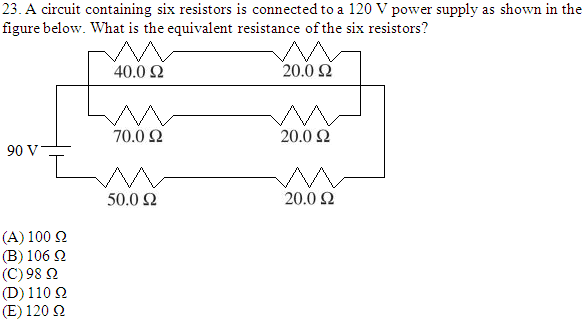 23. A circuit containing six resistors is connected to a 120 V power supply as shown in the
figure below. What is the equivalent resistance of the six resistors?
40.0 Ω 20.0 Ω
70.0 Ω 20.0 Ω
90 V
50.0 Ω 20.0 Ω
(A) 100 Ω
(B) 106 Ω
(C) 98 Ω
(D) 110 Ω
(E) 120 Ω